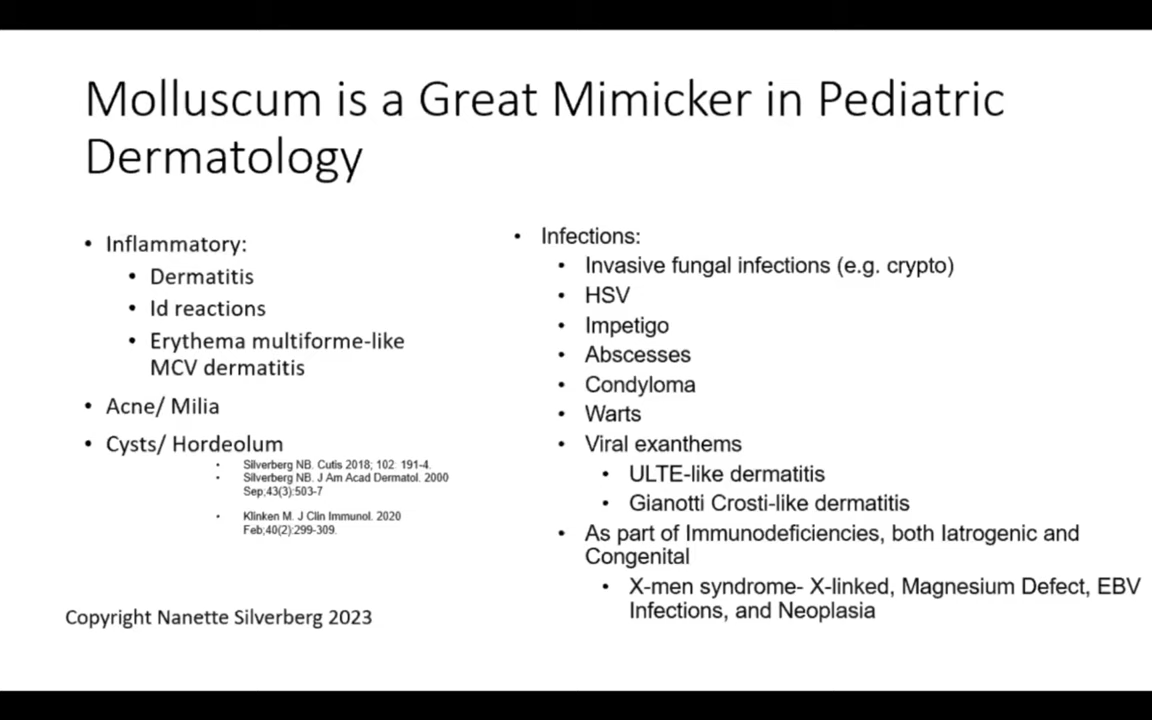 Molluscum is a Great Mimicker in Pediatric
Dermatology
• Inflammatory:
• Dermatitis
• Id reactions
• Erythema multiforme-like
MCV dermatitis
• Acne/ Milia
• Cysts/ Hordeolum
• Silverberg NB. Cutis 2018; 102: 191-4.
• Silverberg NB. J Am Acad Dermatol. 2000
Sep;43(3):503-7
• Klinken M. J Clin Immunol. 2020
Feb;40(2):299-309.
Copyright Nanette Silverberg 2023
• Infections:
• Invasive fungal infections (e.g. crypto)
• HSV
• Impetigo
• Abscesses
• Condyloma
• Warts
• Viral exanthems
• ULTE-like dermatitis
• Gianotti Crosti-like dermatitis
• As part of Immunodeficiencies, both Iatrogenic and
Congenital
• X-men syndrome- X-linked, Magnesium Defect, EBV
Infections, and Neoplasia